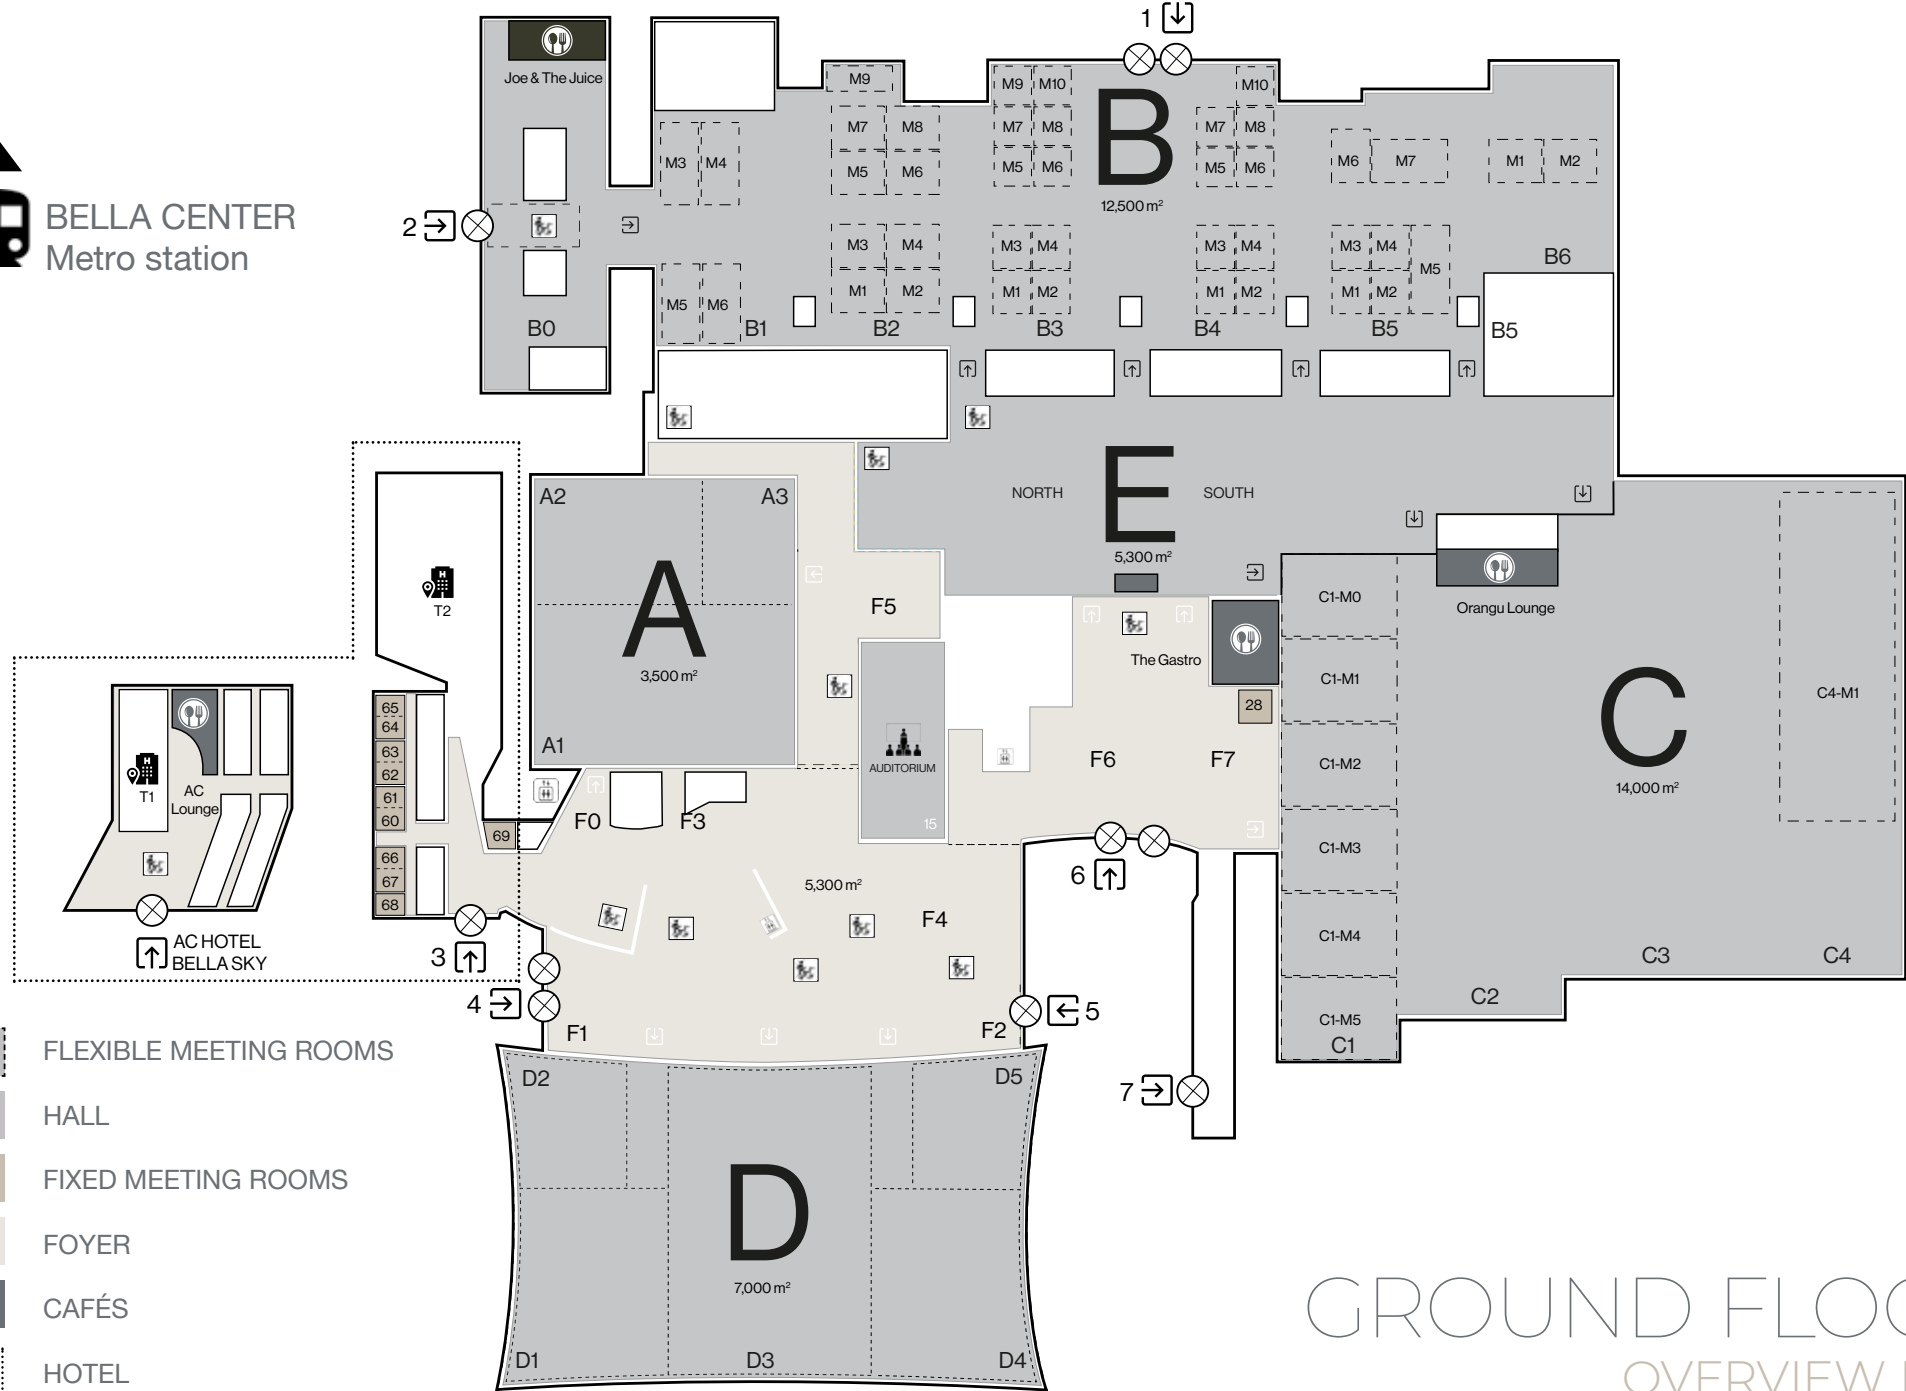 1
Joe & The Juice
M9
M9 M10
M10
M7 M8
M7 M8
M7 M8
B
M3 M4
M5 M6
M5 M6
M5 M6
M6 M7
M1 M2
12,500 m²
BELLA CENTER
Metro station
2
M3 M4
M3 M4
M3 M4
M3 M4
M5
B6
M5 M6
M1 M2
M1 M2
M1 M2
M1 M2
B0
B1
B2
B3
B4
B5
B5
A2
A3
NORTH
E
SOUTH
5,300 m²
T2
A
3,500 m²
F5
C1-M0
Orangu Lounge
The Gastro
C1-M1
C
14,000 m²
C4-M1
65
64
63
62
61
60
28
A1
AUDITORIUM
15
F6
F7
C1-M2
T1
AC
Lounge
F0
F3
69
66
67
68
C1-M3
5,300 m²
6
F4
C1-M4
AC HOTEL
BELLA SKY
3
C3
C4
4
5
C2
F1
F2
C1-M5
C1
FLEXIBLE MEETING ROOMS
D2
D5
7
HALL
FIXED MEETING ROOMS
D
FOYER
7,000 m²
CAFÉS
GROUND FLOO
HOTEL
D1
D3
D4
OVERVIEW